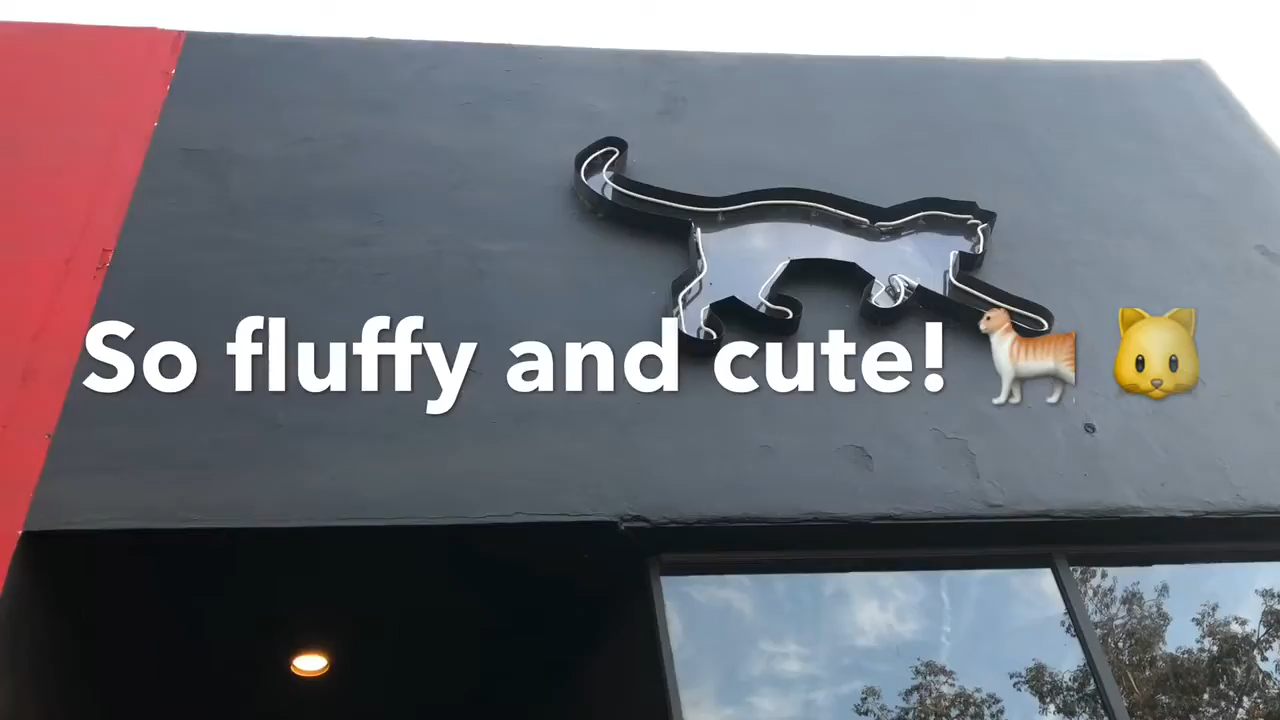 So fluffy and cute! 🐈 🐱